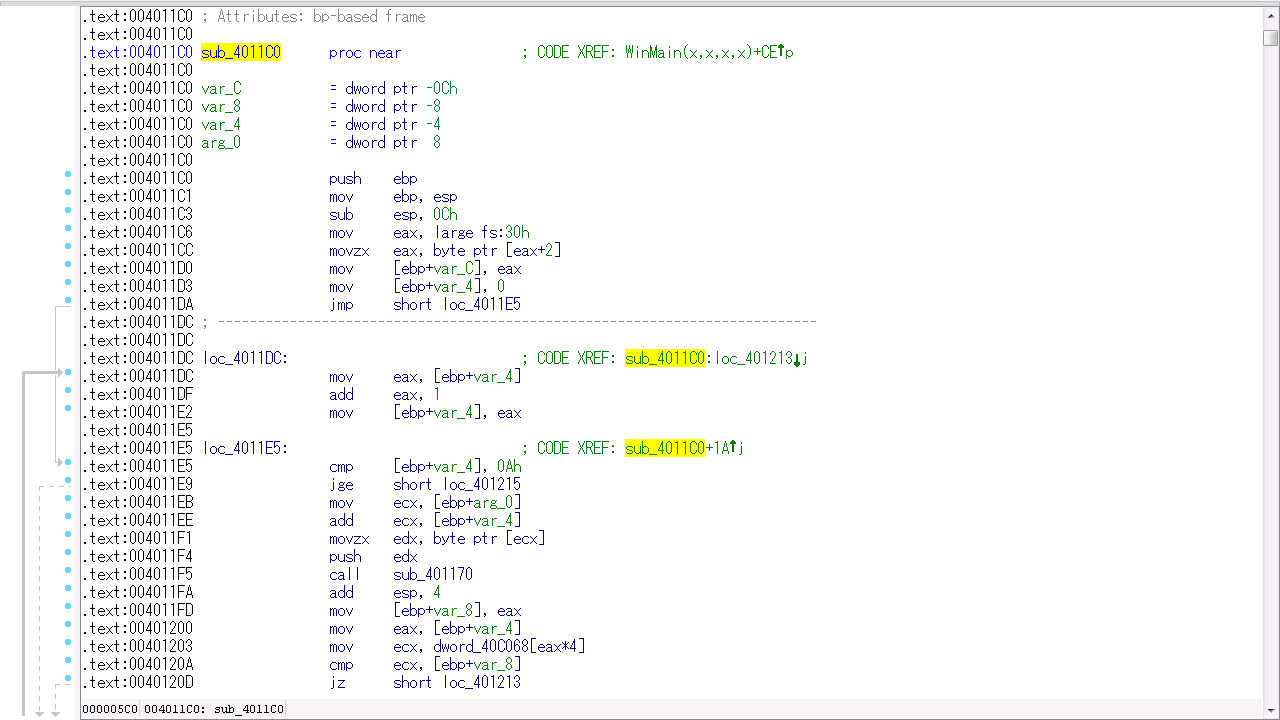 .text:004011C0 ; Attributes: bp-based frame
.text:004011C0
.text:004011C0 sub_4011C0 proc near ; CODE XREF: WinMain(x,x,x,x)+CE↑p
.text:004011C0
.text:004011C0 var_C = dword ptr -0Ch
.text:004011C0 var_8 = dword ptr -8
.text:004011C0 var_4 = dword ptr -4
.text:004011C0 arg_0 = dword ptr 8
.text:004011C0
.text:004011C0 push ebp
.text:004011C1 mov ebp, esp
.text:004011C3 sub esp, 0Ch
.text:004011C6 mov eax, large fs:30h
.text:004011CC movzx eax, byte ptr [eax+2]
.text:004011D0 mov [ebp+var_C], eax
.text:004011D3 mov [ebp+var_4], 0
.text:004011DA jmp short loc_4011E5
.text:004011DC ; ---------------------------------------------------------------------------
.text:004011DC
.text:004011DC loc_4011DC: ; CODE XREF: sub_4011C0:loc_401213↓j
.text:004011DC mov eax, [ebp+var_4]
.text:004011DF add eax, 1
.text:004011E2 mov [ebp+var_4], eax
.text:004011E5
.text:004011E5 loc_4011E5: ; CODE XREF: sub_4011C0+1A↑j
.text:004011E5 cmp [ebp+var_4], 0Ah
.text:004011E9 jge short loc_401215
.text:004011EB mov ecx, [ebp+arg_0]
.text:004011EE add ecx, [ebp+var_4]
.text:004011F1 movzx edx, byte ptr [ecx]
.text:004011F4 push edx
.text:004011F5 call sub_401170
.text:004011FA add esp, 4
.text:004011FD mov [ebp+var_8], eax
.text:00401200 mov eax, [ebp+var_4]
.text:00401203 mov ecx, dword_40C068[eax*4]
.text:0040120A cmp ecx, [ebp+var_8]
.text:0040120D jz short loc_401213
000005C0 004011C0: sub_4011C0